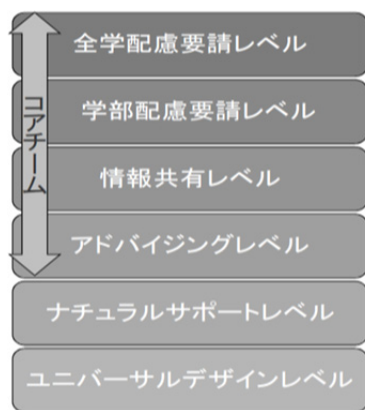 全学配慮要請レベル
学部配慮要請レベル
コアチーム
情報共有レベル
アドバイジングレベル
ナチュラルサポートレベル
ユニバーサルデザインレベル